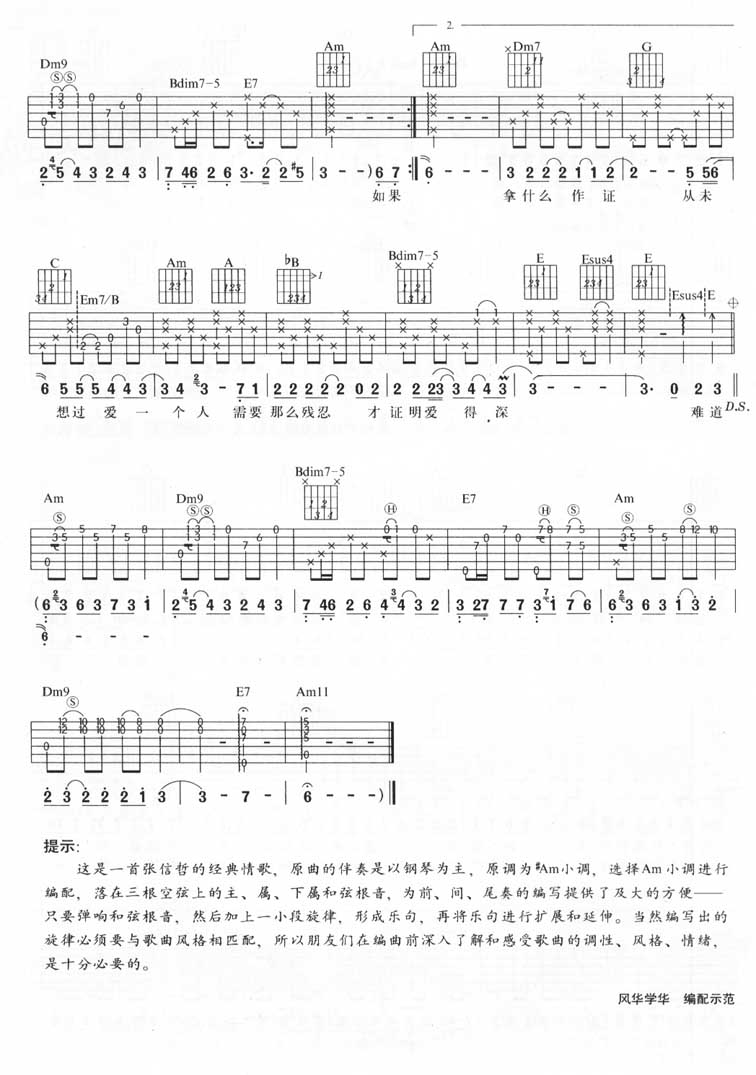 2.
Am Am Dm7 G
Dm9
Bdim7-5 E7
2 5 4 3 2 4 3 7 4 6 2 6 3· 2 2 #5 3 - - ) 6 7 6 - - - 3 2 2 2 1 1 2 2 - - 5 5 6
如果 拿什么 作证 从未
C Am A ♭B Bdim7-5 E Esus4 E
Em7/B Esus4 E
6 5 5 5 4 4 3 3 4 3 - 7 1 2 2 2 2 2 0 2 2 2 2 3 3 4 4 3 3 - - - 3· 0 2 3
想过 爱 一 个 人 需要 那么残忍 才 证明爱 得 深 难道 D.S.
Bdim7-5
Am Dm9 E7 Am
( 6 3 6 3 7 3 1 2 5 4 3 2 4 3 7 4 6 2 6 4 4 3 2 3 2 7 7 7 3 1 7 6 6 3 6 3 1 3 2
6 - - -
Dm9 E7 Am11
2 3 2 2 2 1 3 3 - 7 - 6 - - - )
提示:
这是一首张信哲的经典情歌，原曲的伴奏是以钢琴为主，原调为#Am小调，选择Am小调进行
编配，落在三根空弦上的主、属、下属和弦根音，为前、间、尾奏的编写提供了及大的方便——
只要弹响和弦根音，然后加上一小段旋律，形成乐句，再将乐句进行扩展和延伸。当然编写出的
旋律必须要与歌曲风格相匹配，所以朋友们在编曲前深入了解和感受歌曲的调性、风格、情绪，
是十分必要的。
风华学华 编配示范